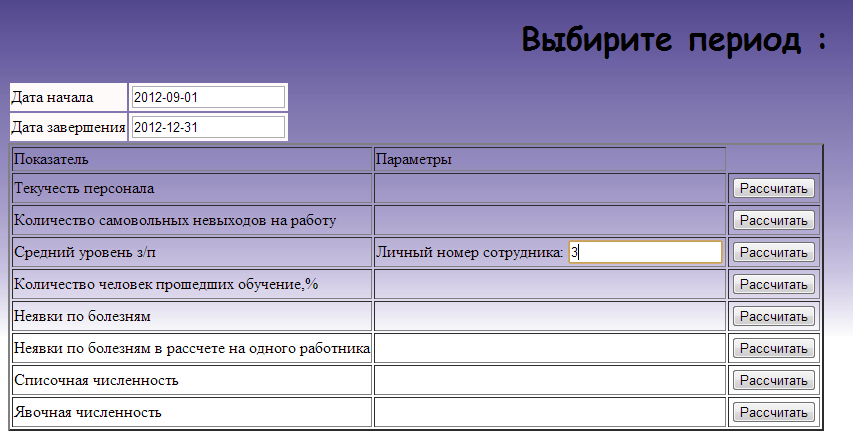 Выбирите период :
Дата начала 2012-09-01
Дата завершения 2012-12-31
Показатель Параметры
Текучесть персонала Рассчитать
Количество самовольных невыходов на работу Рассчитать
Средний уровень з/п Личный номер сотрудника: 3 Рассчитать
Количество человек прошедших обучение,% Рассчитать
Неявки по болезням Рассчитать
Неявки по болезням в рассчете на одного работника Рассчитать
Списочная численность Рассчитать
Явочная численность Рассчитать